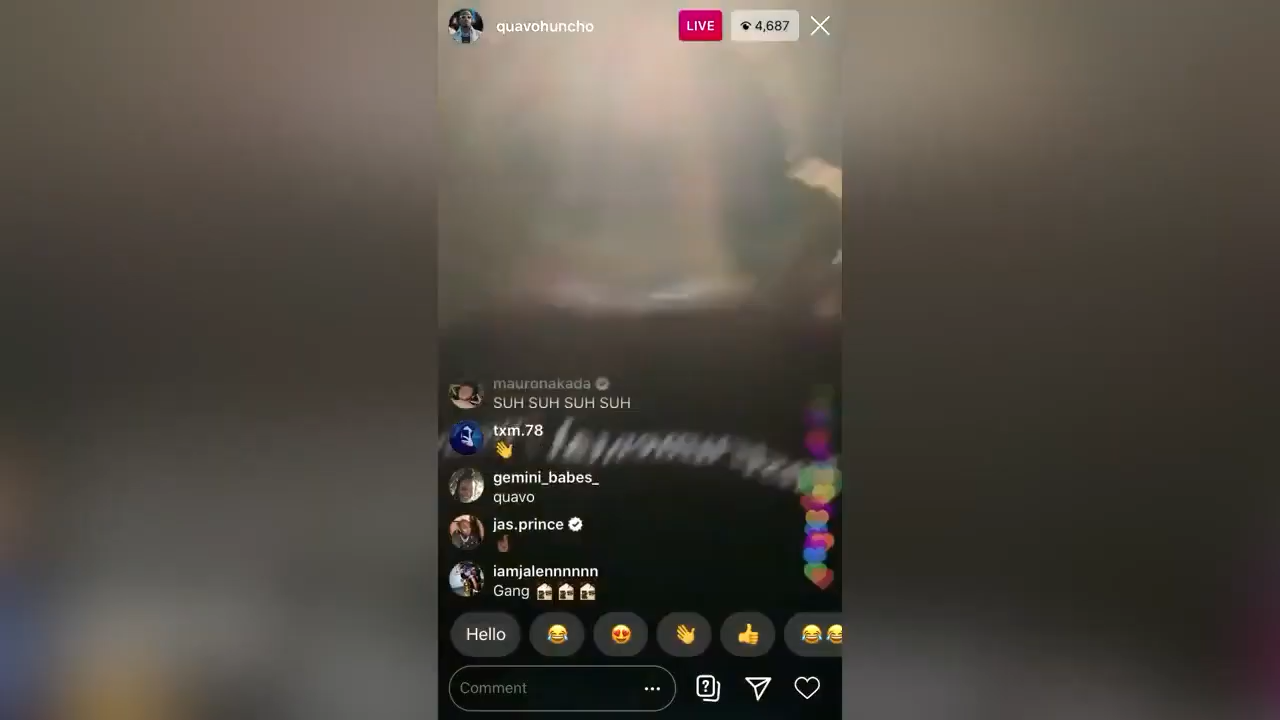 quavohuncho LIVE 4,687
mauronakada
SUH SUH SUH SUH
txm.78
👋
gemini_babes_
quavo
jas.prince
iamjalennnnnn
Gang
Hello 😂 😍 👋 👍 😂😂
Comment